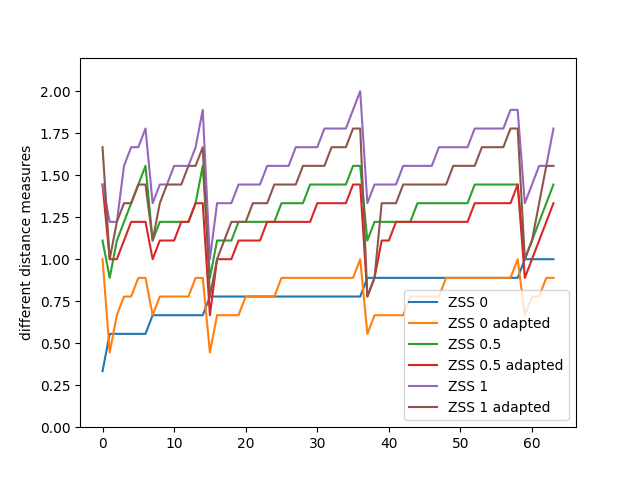 2.00
1.75
1.50
1.25
1.00
0.75
0.50
0.25
0.00
different distance measures
0
10
20
30
40
50
60
ZSS 0
ZSS 0 adapted
ZSS 0.5
ZSS 0.5 adapted
ZSS 1
ZSS 1 adapted